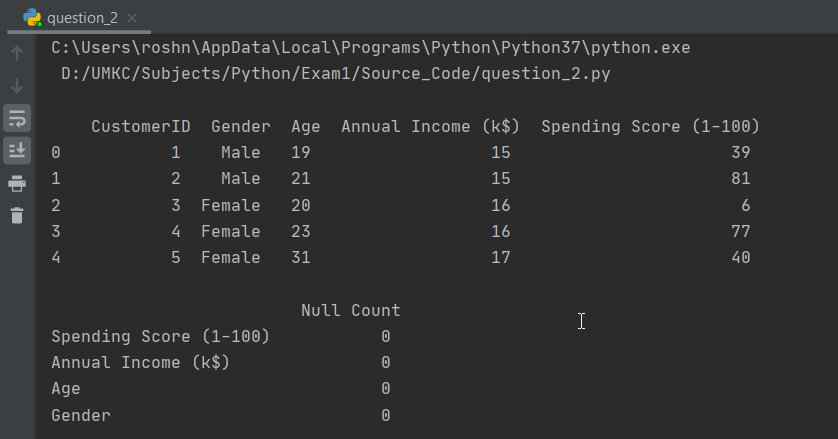 question_2
C:\Users\roshn\AppData\Local\Programs\Python\Python37\python.exe
D:/UMKC/Subjects/Python/Exam1/Source_Code/question_2.py
CustomerID Gender Age Annual Income (k$) Spending Score (1-100)
0 1 Male 19 15 39
1 2 Male 21 15 81
2 3 Female 20 16 6
3 4 Female 23 16 77
4 5 Female 31 17 40
Null Count
Spending Score (1-100) 0
Annual Income (k$) 0
Age 0
Gender 0